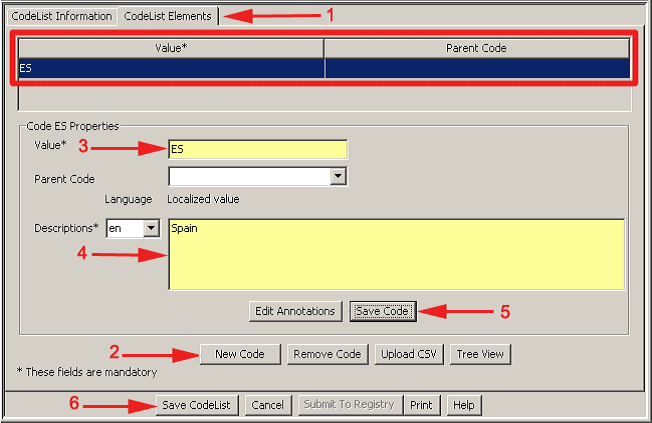 CodeList Information CodeList Elements 1
Value* Parent Code
ES
Code ES Properties
Value* 3 ES
Parent Code
Language Localized value
Descriptions* en Spain
4
Edit Annotations Save Code 5
2 New Code Remove Code Upload CSV Tree View
* These fields are mandatory
6 Save CodeList Cancel Submit To Registry Print Help